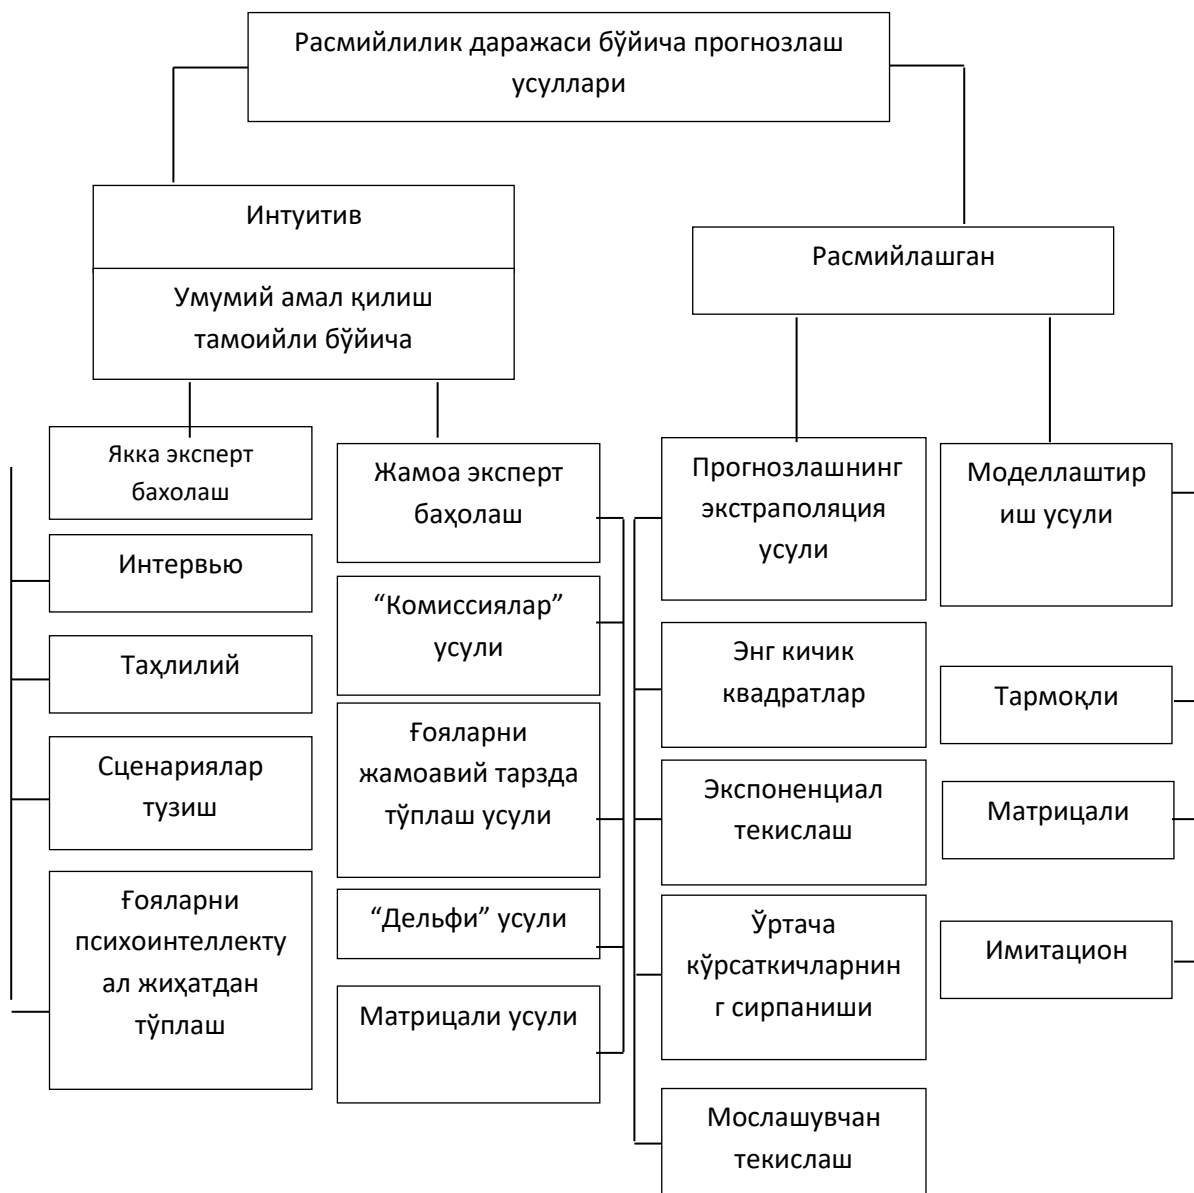 Расмийлилик даражаси бўйича прогнозлаш
усуллари
Интуитив
Умумий амал қилиш
тамоийли бўйича
Расмийлашган
Якка эксперт
бахолаш
Интервью
Таҳлилий
Сценариялар
тузиш
Ғояларни
психоинтеллекту
ал жиҳатдан
тўплаш
Жамоа эксперт
баҳолаш
“Комиссиялар”
усули
Ғояларни
жамоавий тарзда
тўплаш усули
“Дельфи” усули
Матрицали усули
Прогнозлашнинг
экстраполяция
усули
Энг кичик
квадратлар
Экспоненциал
текислаш
Ўртача
кўрсаткичларнин
г сирпаниши
Мослашувчан
текислаш
Моделлаштир
иш усули
Тармоқли
Матрицали
Имитацион